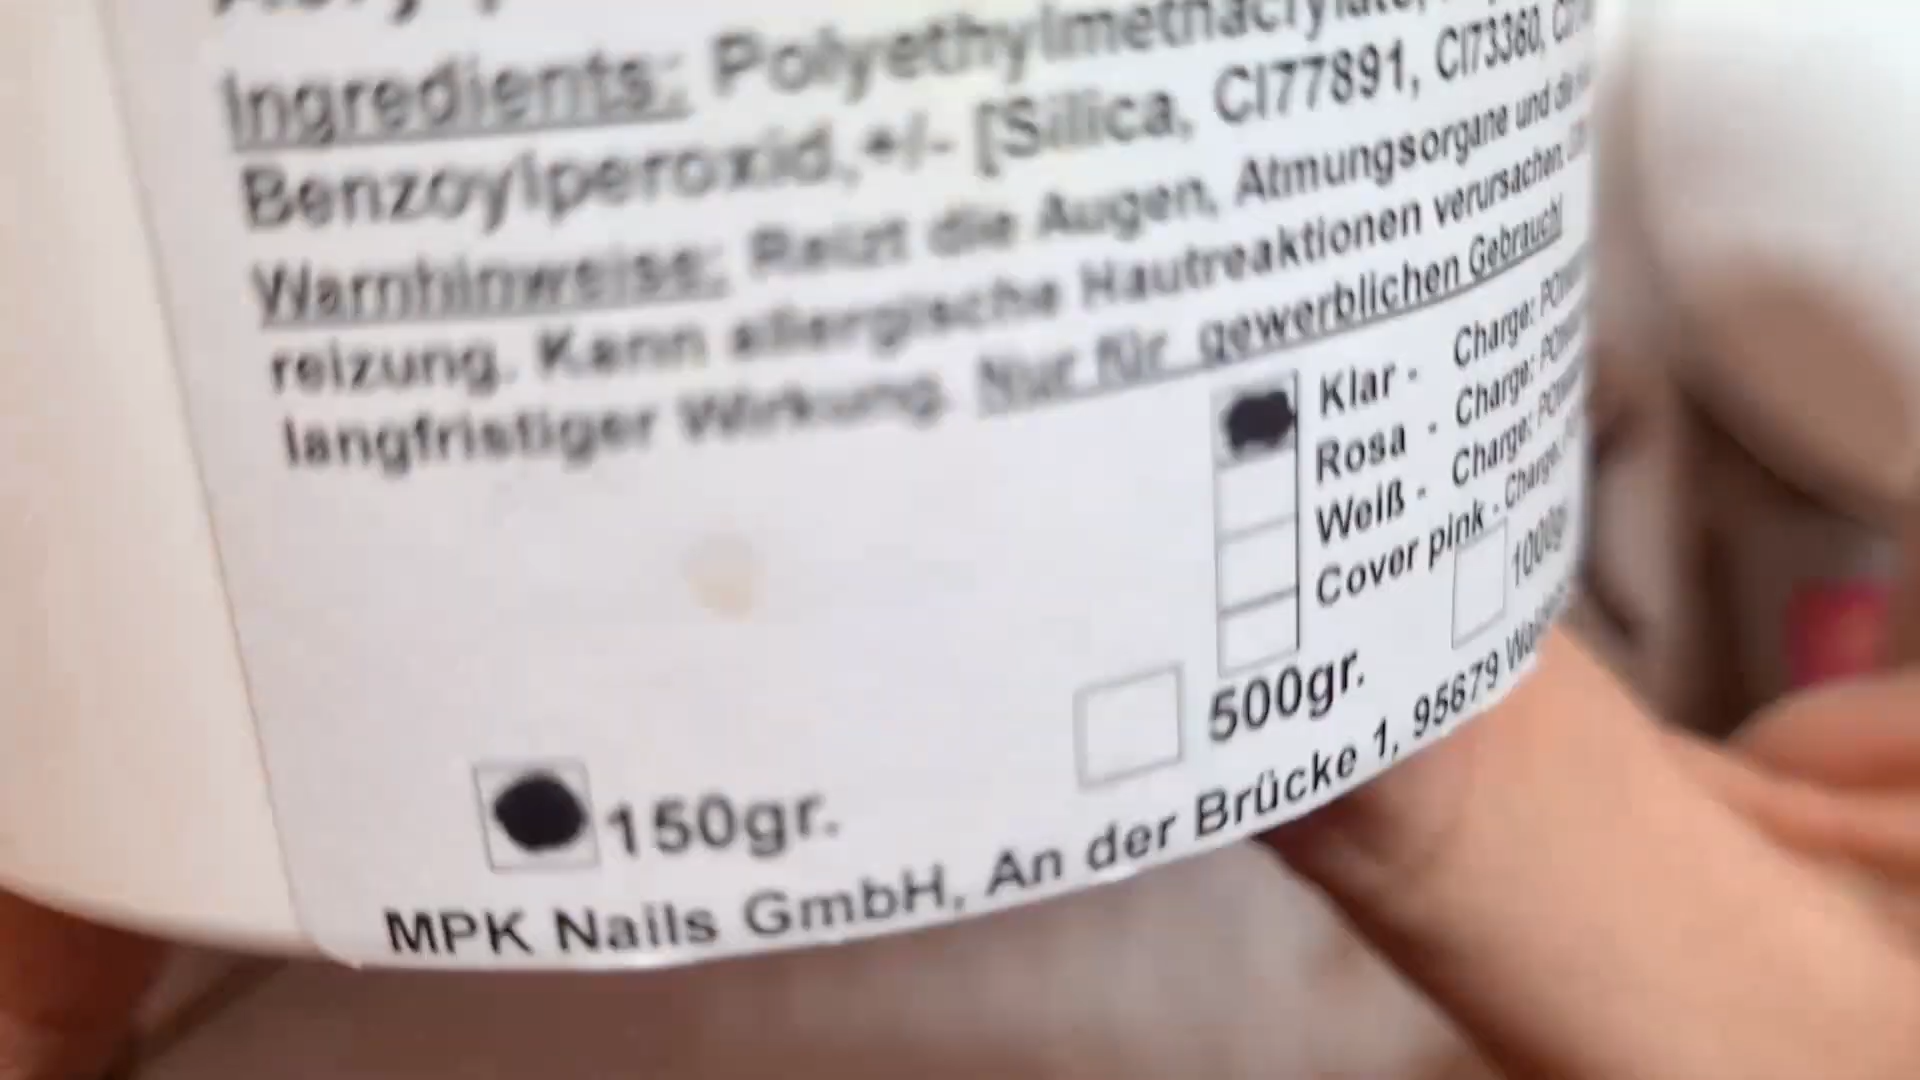 Ingredients: Polyethylmethacrylate,
Benzoylperoxid, +/- [Silica, CI77891, CI73360,
Warnhinweise: Reizt die Augen, Atmungsorgane und die
reizung. Kann allergische Hautreaktionen verursachen.
langfristiger Wirkung. Nur für gewerblichen Gebrauch!
Klar - Charge:
Rosa - Charge:
Weiß - Charge:
Cover pink - Charge:
150gr. 500gr. 1000gr
MPK Nails GmbH, An der Brücke 1, 95679